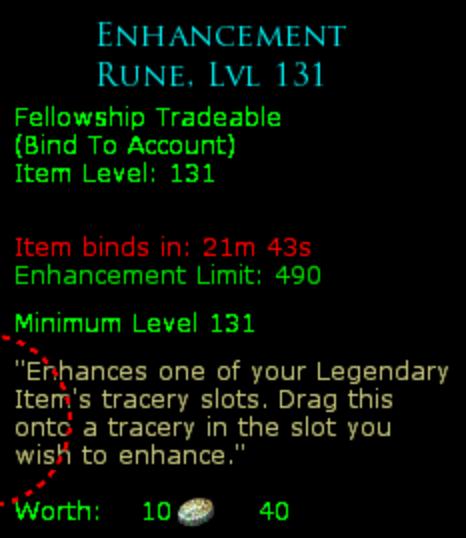 Enhancement
Rune, Lvl 131
Fellowship Tradeable
(Bind To Account)
Item Level: 131
Item binds in: 21m 43s
Enhancement Limit: 490
Minimum Level 131
"Enhances one of your Legendary
Item's tracery slots. Drag this
onto a tracery in the slot you
wish to enhance."
Worth: 10 40